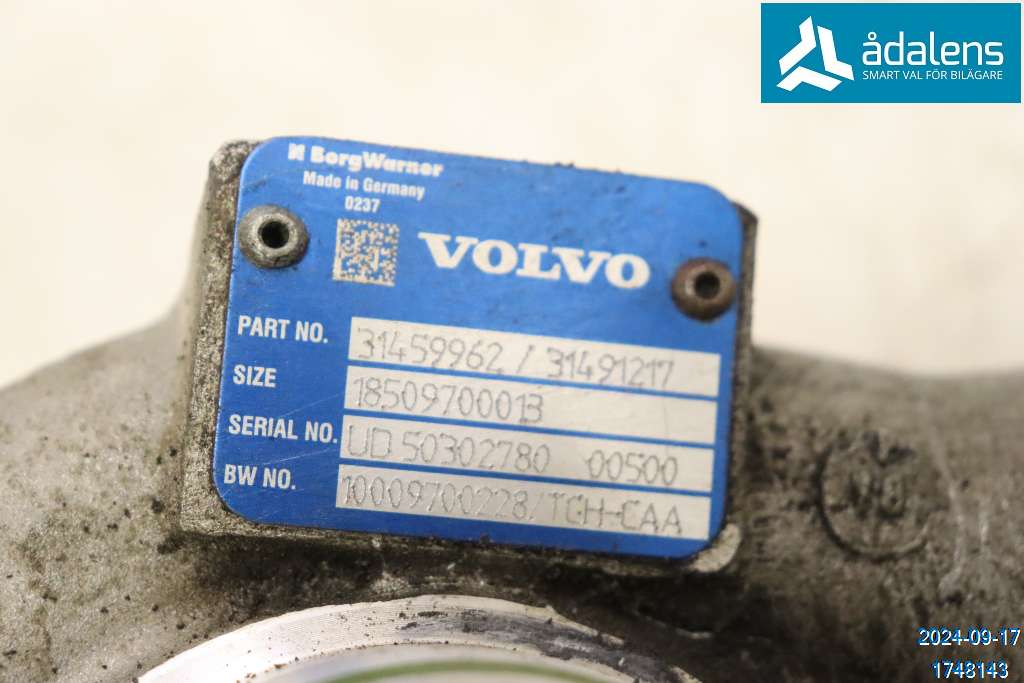 ådalens
SMART VAL FÖR BILÄGARE
BorgWarner
Made in Germany
0237
VOLVO
PART NO. 31459962 / 31491217
SIZE 18509700013
SERIAL NO. UD 50302780 00500
BW NO. 10009700228/TCH-CAA
2024-09-17
1748143